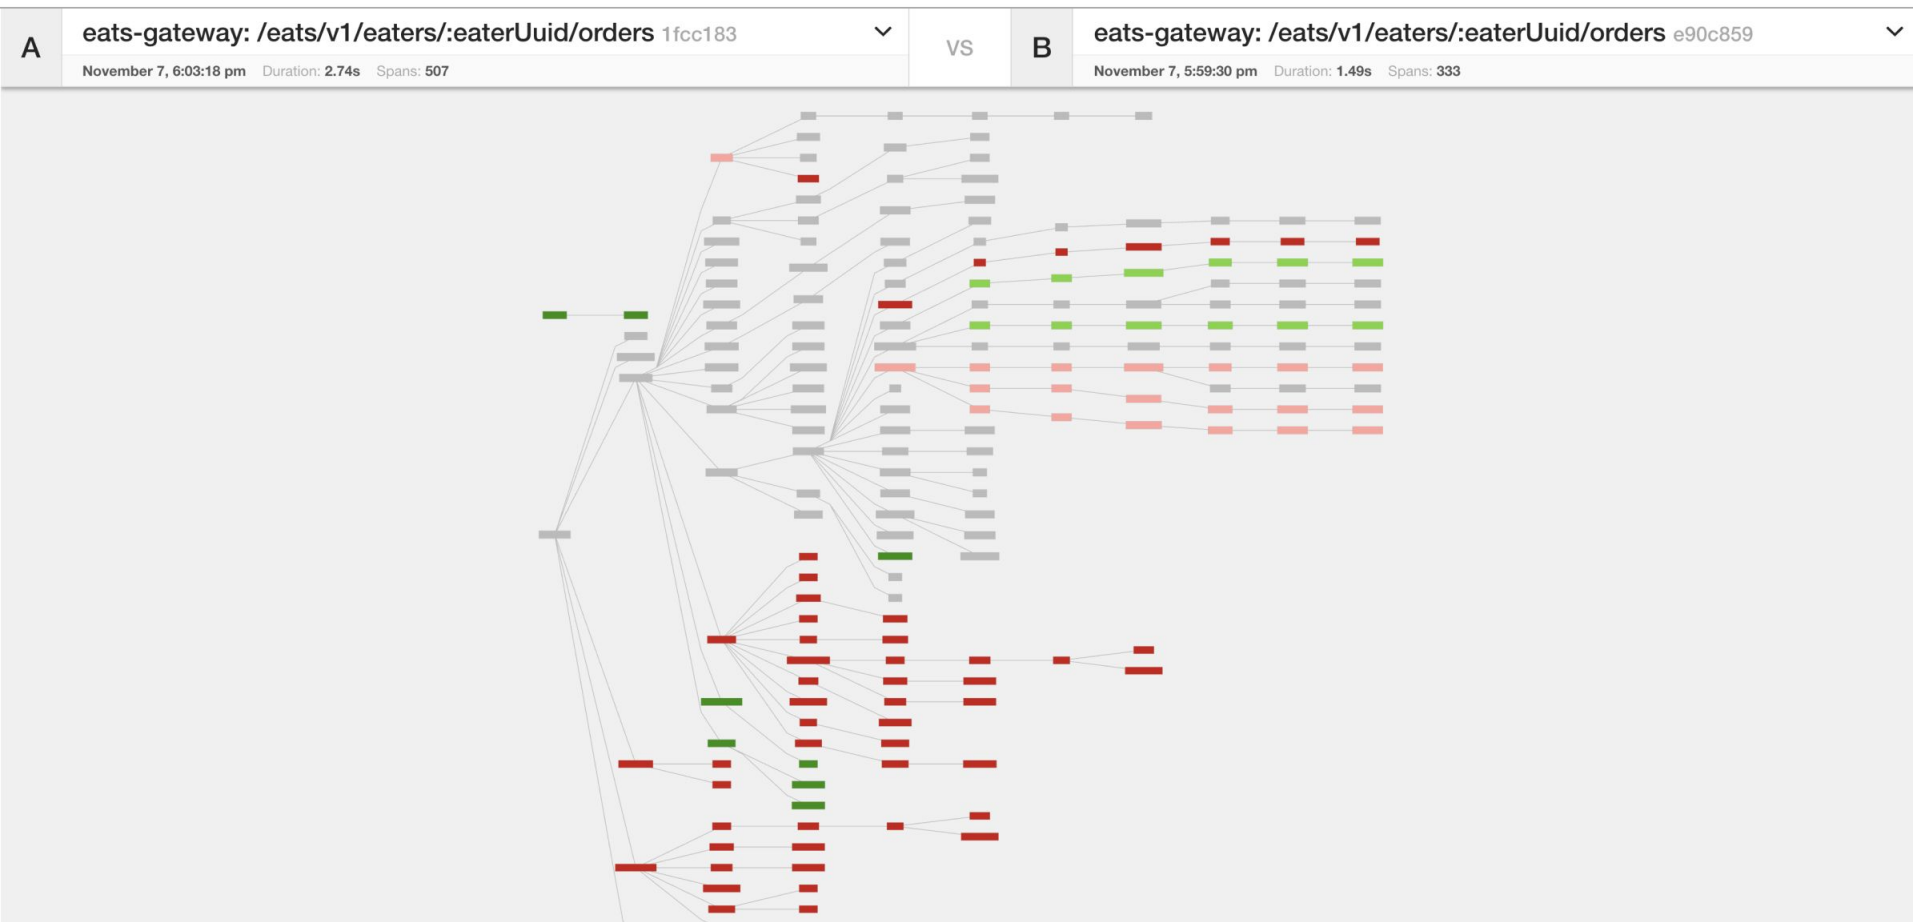 A
eats-gateway: /eats/v1/eaters/:eaterUuid/orders 1fcc183
November 7, 6:03:18 pm Duration: 2.74s Spans: 507
VS
B
eats-gateway: /eats/v1/eaters/:eaterUuid/orders e90c859
November 7, 5:59:30 pm Duration: 1.49s Spans: 333